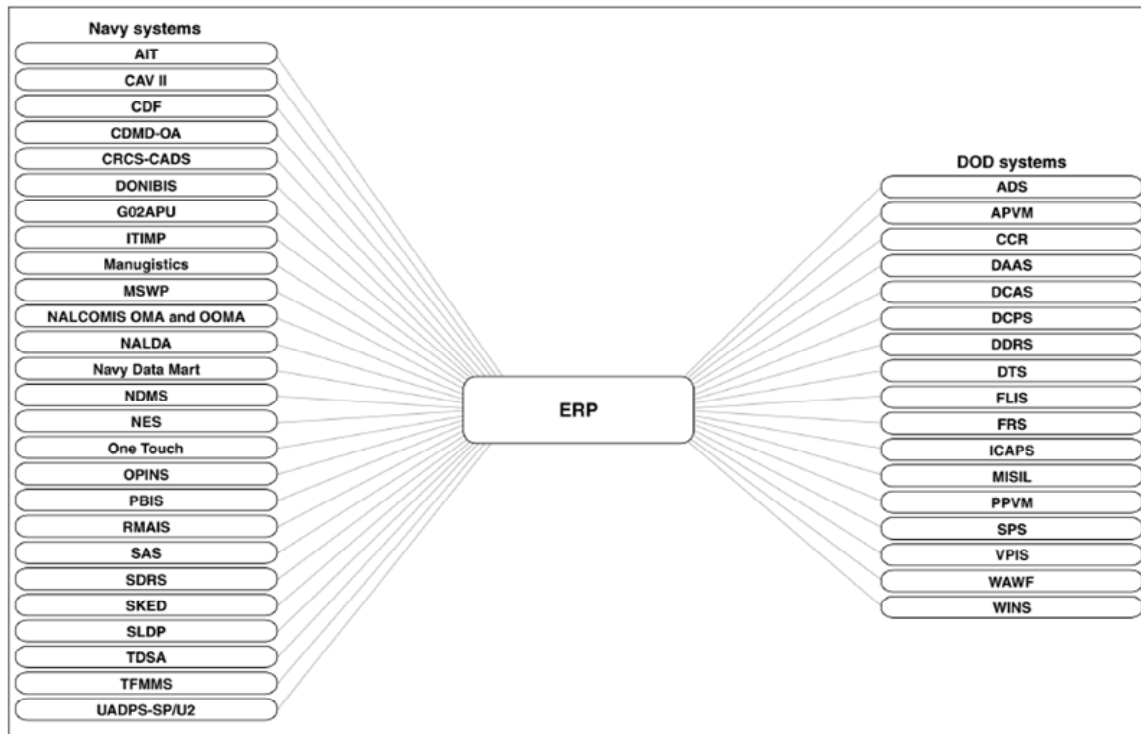 Navy systems
AIT
CAV II
CDF
CDMD-OA
CRCS-CADS
DONIBIS
G02APU
ITIMP
Manugistics
MSWP
NALCOMIS OMA and OOMA
NALDA
Navy Data Mart
NDMS
NES
One Touch
OPINS
PBIS
RMAIS
SAS
SDRS
SKED
SLDP
TDSA
TFMMS
UADPS-SP/U2
ERP
DOD systems
ADS
APVM
CCR
DAAS
DCAS
DCPS
DDRS
DTS
FLIS
FRS
ICAPS
MISIL
PPVM
SPS
VPIS
WAWF
WINS